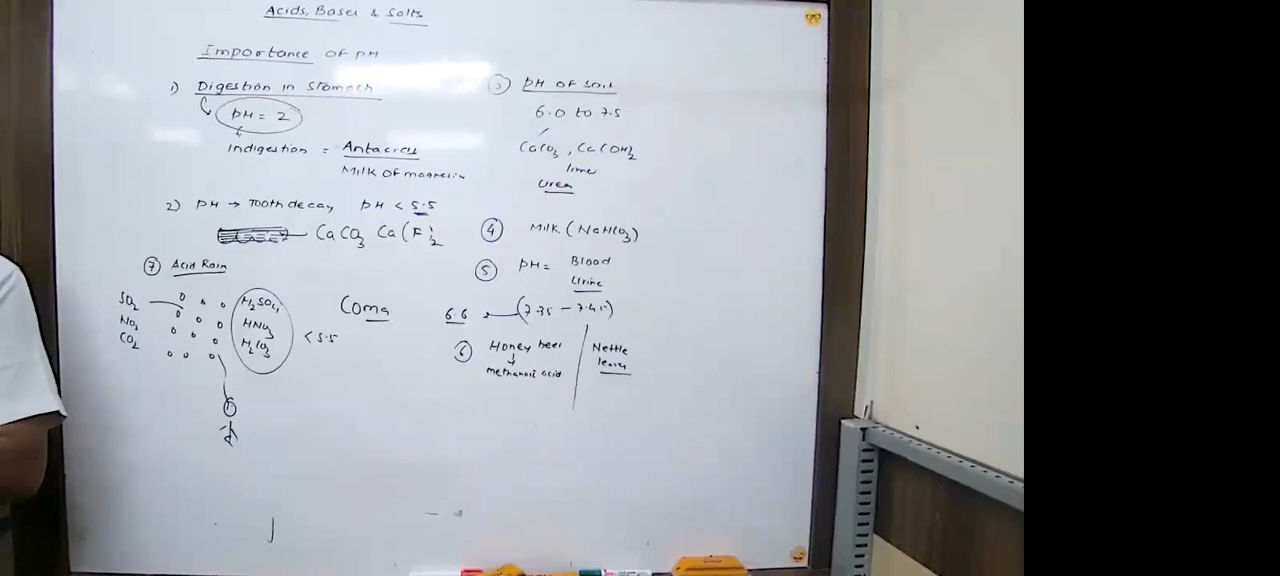 Acids, Bases & Salts
Importance of pH
1) Digestion in Stomach
pH = 2
Indigestion = Antacids
Milk of magnesia
2) pH → Tooth decay pH < 5.5
CaCO3 Ca(F)2
3) pH of soil
6.0 to 7.5
CaCO3, Ca(OH)2
lime
Urea
4 Milk (NaHCO3)
5 pH = Blood
Urine
6.6 (7.35 – 7.45)
Coma
6 Honey bee
↓
methanoic acid
Nettle
leaves
7 Acid Rain
SO2 H2SO4
NO2 HNO3
CO2 H2CO3
< 5.5